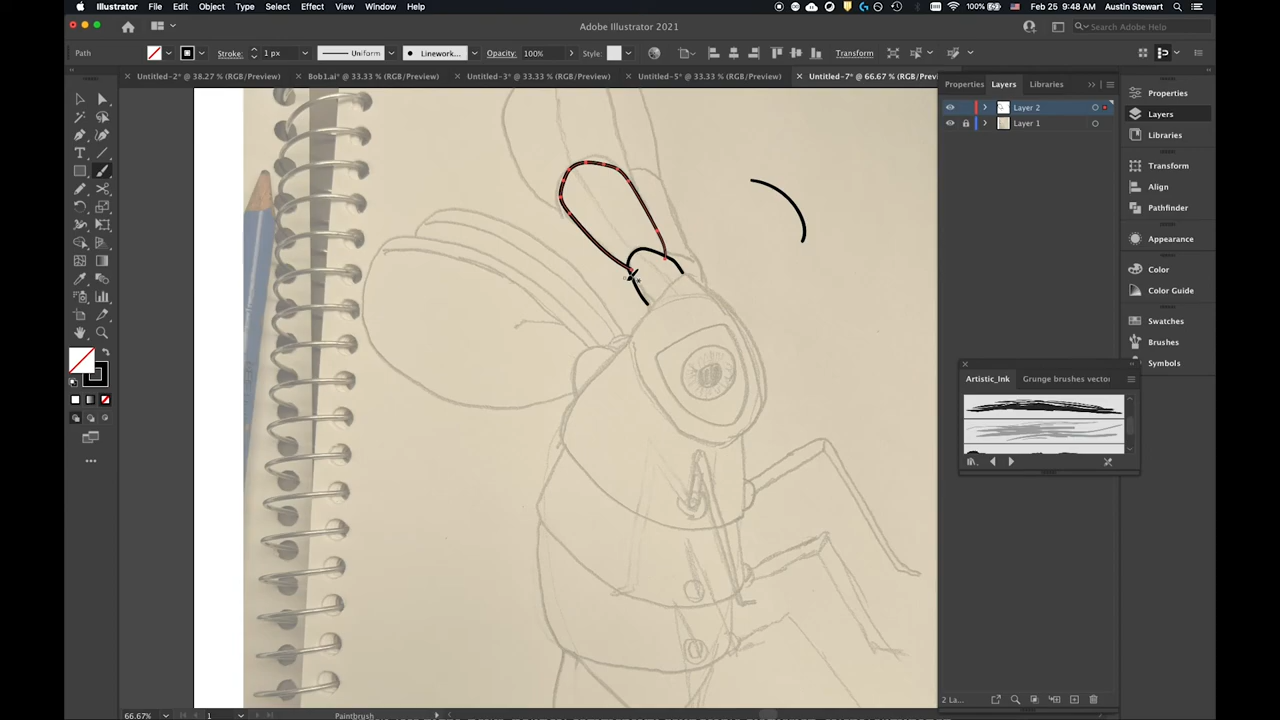 Illustrator File Edit Object Type Select Effect View Window Help 100% Feb 25 9:48 AM Austin Stewart
Adobe Illustrator 2021 Search Adobe Help
Path Stroke: 1 px Uniform Linework... Opacity: 100% Style: Transform
Untitled-2* @ 38.27 % (RGB/Preview) Bob1.ai* @ 33.33 % (RGB/Preview) Untitled-3* @ 33.33 % (RGB/Preview) Untitled-5* @ 33.33 % (RGB/Preview) Untitled-7* @ 66.67 % (RGB/Previ
Properties Layers Libraries
Layer 2
Layer 1
Properties
Layers
Libraries
Transform
Align
Pathfinder
Appearance
Color
Color Guide
Swatches
Brushes
Symbols
Artistic_Ink Grunge brushes vector
2 La...
66.67% 1 Paintbrush